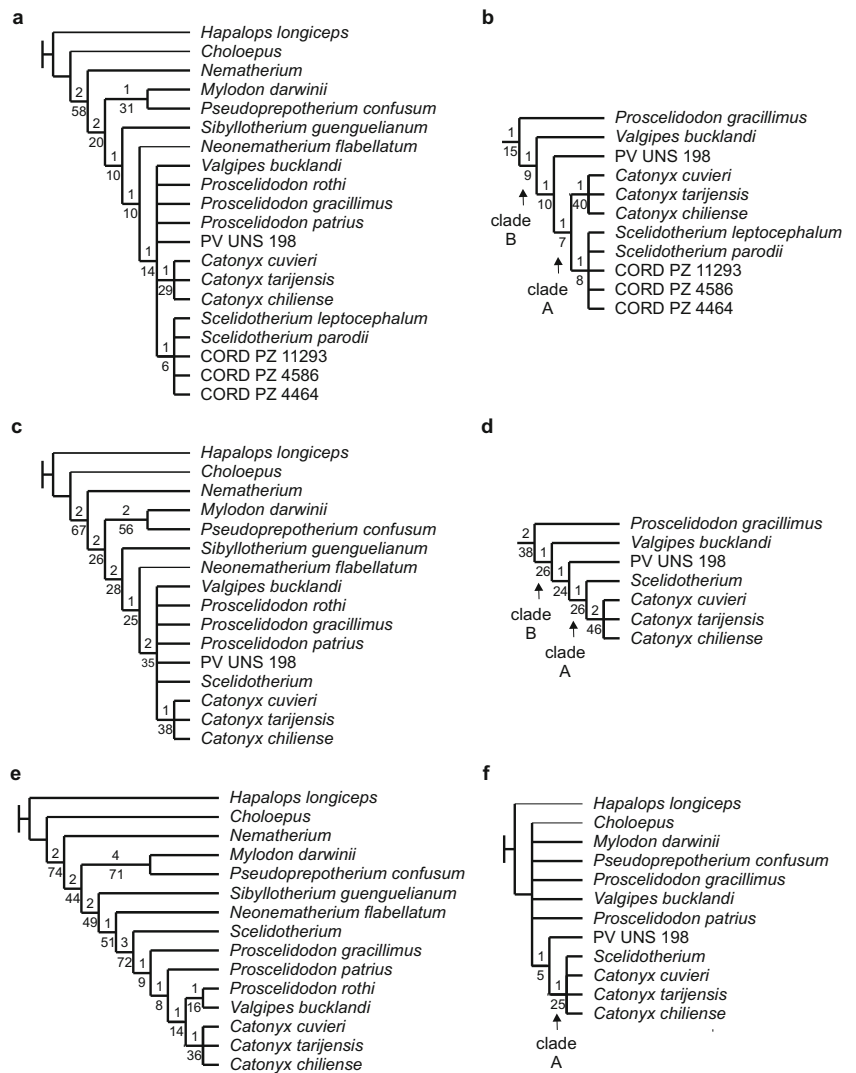 a
Hapalops longiceps
Choloepus
Nematherium
2
58
1
31
Mylodon darwinii
Pseudoprepotherium confusum
2
20
Sibyllotherium guenguelianum
1
10
Neonematherium flabellatum
1
10
Valgipes bucklandi
Proscelidodon rothi
Proscelidodon gracillimus
Proscelidodon patrius
PV UNS 198
1
14
Catonyx cuvieri
1
29
Catonyx tarijensis
Catonyx chiliense
Scelidotherium leptocephalum
Scelidotherium parodii
1
6
CORD PZ 11293
CORD PZ 4586
CORD PZ 4464
b
Proscelidodon gracillimus
1
15
Valgipes bucklandi
1
9
PV UNS 198
1
10
Catonyx cuvieri
1
40
Catonyx tarijensis
Catonyx chiliense
1
7
Scelidotherium leptocephalum
Scelidotherium parodii
1
8
CORD PZ 11293
CORD PZ 4586
CORD PZ 4464
clade
B
clade
A
c
Hapalops longiceps
Choloepus
Nematherium
2
67
2
56
Mylodon darwinii
Pseudoprepotherium confusum
2
26
Sibyllotherium guenguelianum
2
28
Neonematherium flabellatum
1
25
Valgipes bucklandi
Proscelidodon rothi
Proscelidodon gracillimus
Proscelidodon patrius
2
35
PV UNS 198
Scelidotherium
Catonyx cuvieri
1
38
Catonyx tarijensis
Catonyx chiliense
d
Proscelidodon gracillimus
2
38
Valgipes bucklandi
1
26
PV UNS 198
1
24
Scelidotherium
1
26
Catonyx cuvieri
2
46
Catonyx tarijensis
Catonyx chiliense
clade
B
clade
A
e
Hapalops longiceps
Choloepus
Nematherium
2
74
4
71
Mylodon darwinii
Pseudoprepotherium confusum
2
44
Sibyllotherium guenguelianum
2
49
Neonematherium flabellatum
1
51
Scelidotherium
3
72
Proscelidodon gracillimus
1
9
Proscelidodon patrius
1
8
Proscelidodon rothi
1
16
Valgipes bucklandi
1
14
Catonyx cuvieri
1
36
Catonyx tarijensis
Catonyx chiliense
f
Hapalops longiceps
Choloepus
Mylodon darwinii
Pseudoprepotherium confusum
Proscelidodon gracillimus
Valgipes bucklandi
Proscelidodon patrius
PV UNS 198
1
5
Scelidotherium
Catonyx cuvieri
1
25
Catonyx tarijensis
Catonyx chiliense
clade
A